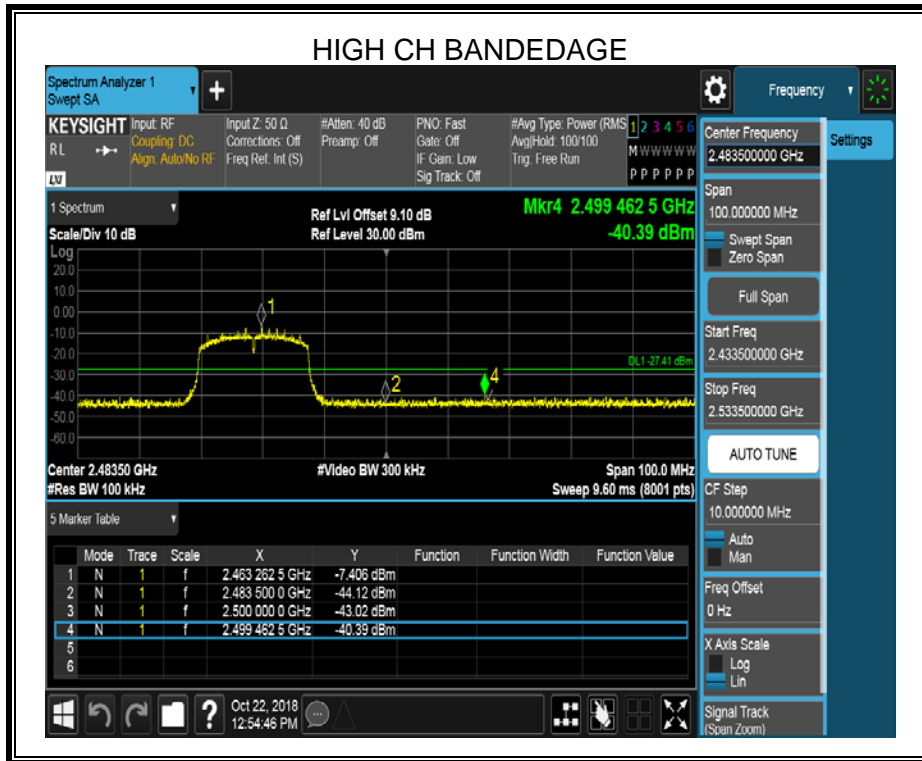 HIGH CH BANDEDAGE
Spectrum Analyzer 1
Swept SA
+
Frequency
KEYSIGHT
RL
LXI
Input: RF
Coupling: DC
Align: Auto/No RF
Input Z: 50 Ω
Corrections: Off
Freq Ref: Int (S)
#Atten: 40 dB
Preamp: Off
PNO: Fast
Gate: Off
IF Gain: Low
Sig Track: Off
#Avg Type: Power (RMS
Avg|Hold: 100/100
Trig: Free Run
1 2 3 4 5 6
M W W W W W
P P P P P P
1 Spectrum
Scale/Div 10 dB
Ref Lvl Offset 9.10 dB
Ref Level 30.00 dBm
Mkr4 2.499 462 5 GHz
-40.39 dBm
Log
20.0
10.0
0.00
-10.0
-20.0
-30.0
-40.0
-50.0
-60.0
1
2
4
DL1 -27.41 dBm
Center 2.48350 GHz
#Video BW 300 kHz
Span 100.0 MHz
#Res BW 100 kHz
Sweep 9.60 ms (8001 pts)
5 Marker Table
Mode Trace Scale X Y Function Function Width Function Value
1 N 1 f 2.463 262 5 GHz -7.406 dBm
2 N 1 f 2.483 500 0 GHz -44.12 dBm
3 N 1 f 2.500 000 0 GHz -43.02 dBm
4 N 1 f 2.499 462 5 GHz -40.39 dBm
5
6
?
Oct 22, 2018
12:54:46 PM
Center Frequency
2.483500000 GHz
Settings
Span
100.000000 MHz
Swept Span
Zero Span
Full Span
Start Freq
2.433500000 GHz
Stop Freq
2.533500000 GHz
AUTO TUNE
CF Step
10.000000 MHz
Auto
Man
Freq Offset
0 Hz
X Axis Scale
Log
Lin
Signal Track
(Span Zoom)